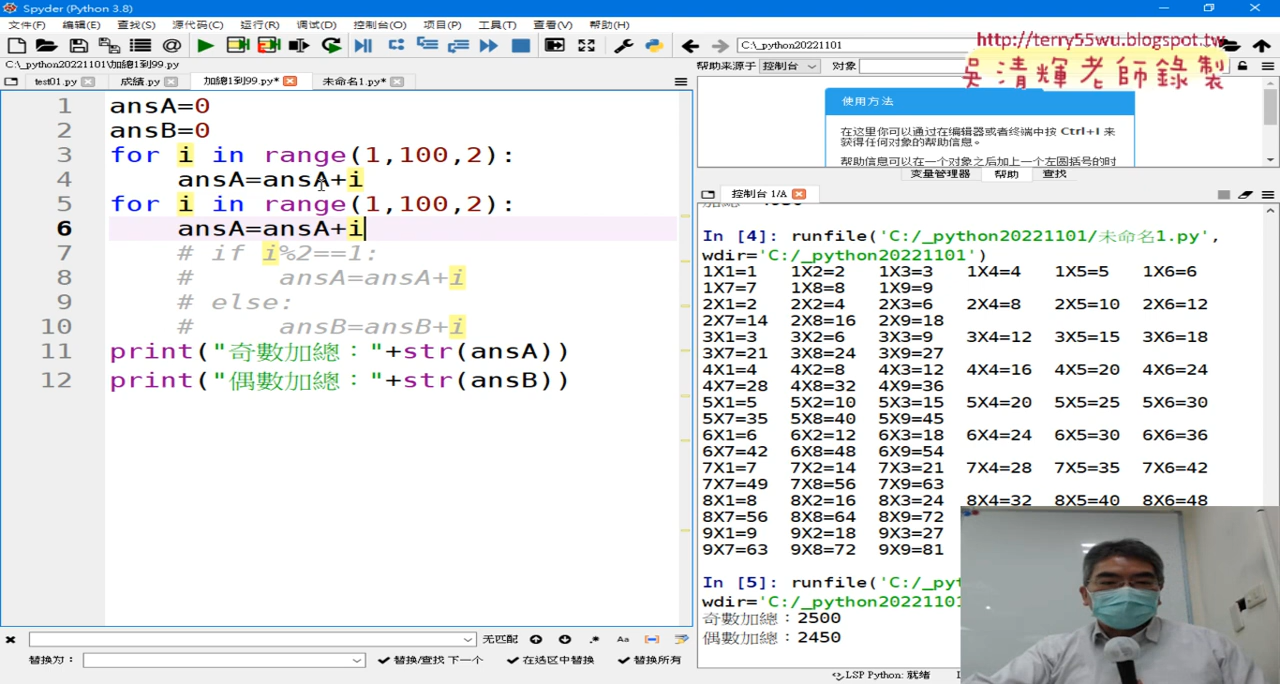 Spyder (Python 3.8)
文件(F) 编辑(E) 查找(S) 源代码(C) 运行(R) 调试(D) 控制台(O) 项目(P) 工具(T) 查看(V) 帮助(H)
C:\_python20221101
http://terry55wu.blogspot.tw
吳清輝老師錄製
C:\_python20221101\加總1到99.py
帮助来源于 控制台 对象
test01.py 成績.py 加總1到99.py* 未命名1.py*
1 ansA=0
2 ansB=0
3 for i in range(1,100,2):
4 ansA=ansA+i
5 for i in range(1,100,2):
6 ansA=ansA+i
7 # if i%2==1:
8 # ansA=ansA+i
9 # else:
10 # ansB=ansB+i
11 print("奇數加總："+str(ansA))
12 print("偶數加總："+str(ansB))
使用方法
在这里你可以通过在编辑器或者终端中按 Ctrl+I 来
获得任何对象的帮助信息。
帮助信息可以在一个对象之后加上一个左圆括号的时
变量管理器 帮助 查找
控制台 1/A
In [4]: runfile('C:/_python20221101/未命名1.py',
wdir='C:/_python20221101')
1X1=1 1X2=2 1X3=3 1X4=4 1X5=5 1X6=6
1X7=7 1X8=8 1X9=9
2X1=2 2X2=4 2X3=6 2X4=8 2X5=10 2X6=12
2X7=14 2X8=16 2X9=18
3X1=3 3X2=6 3X3=9 3X4=12 3X5=15 3X6=18
3X7=21 3X8=24 3X9=27
4X1=4 4X2=8 4X3=12 4X4=16 4X5=20 4X6=24
4X7=28 4X8=32 4X9=36
5X1=5 5X2=10 5X3=15 5X4=20 5X5=25 5X6=30
5X7=35 5X8=40 5X9=45
6X1=6 6X2=12 6X3=18 6X4=24 6X5=30 6X6=36
6X7=42 6X8=48 6X9=54
7X1=7 7X2=14 7X3=21 7X4=28 7X5=35 7X6=42
7X7=49 7X8=56 7X9=63
8X1=8 8X2=16 8X3=24 8X4=32 8X5=40 8X6=48
8X7=56 8X8=64 8X9=72
9X1=9 9X2=18 9X3=27
9X7=63 9X8=72 9X9=81
In [5]: runfile('C:/_pyt
wdir='C:/_python20221101
奇數加總：2500
偶數加總：2450
无匹配 .* Aa
替换为： 替换/查找 下一个 在选区中替换 替换所有
LSP Python: 就绪